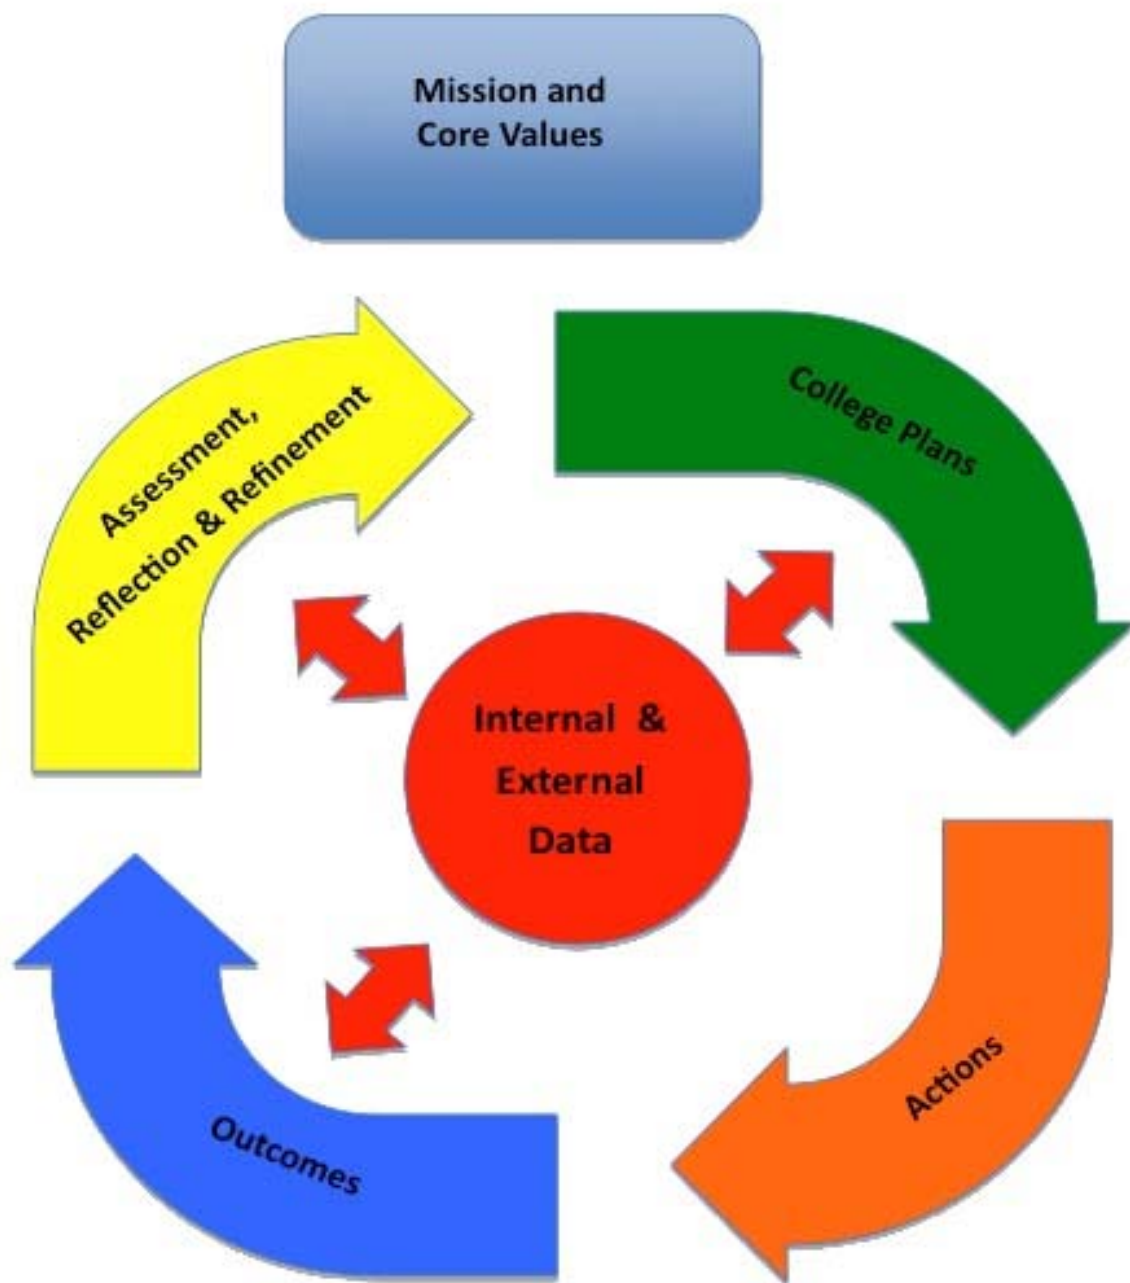 Mission and
Core Values
Assessment,
Reflection & Refinement
College Plans
Internal &
External
Data
Actions
Outcomes